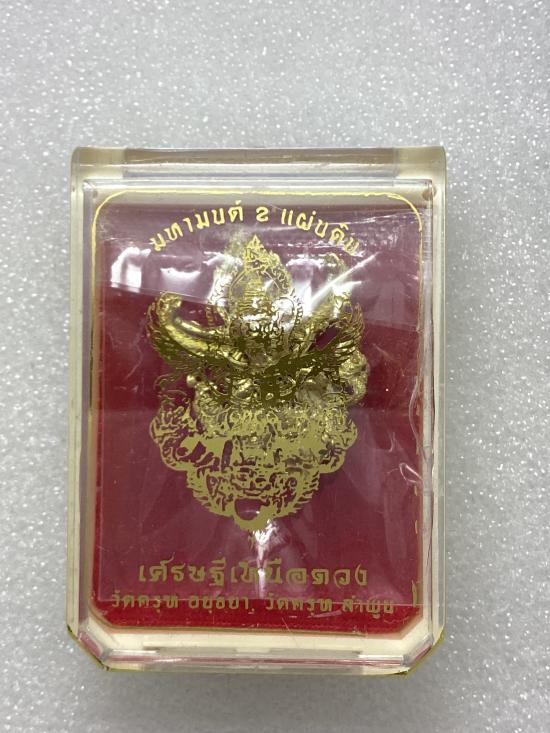 มหามนต์ ๒ แผ่นดิน
เศรษฐีเหนือดวง
วัดครุฑ อยุธยา, วัดครุฑ ลำพูน